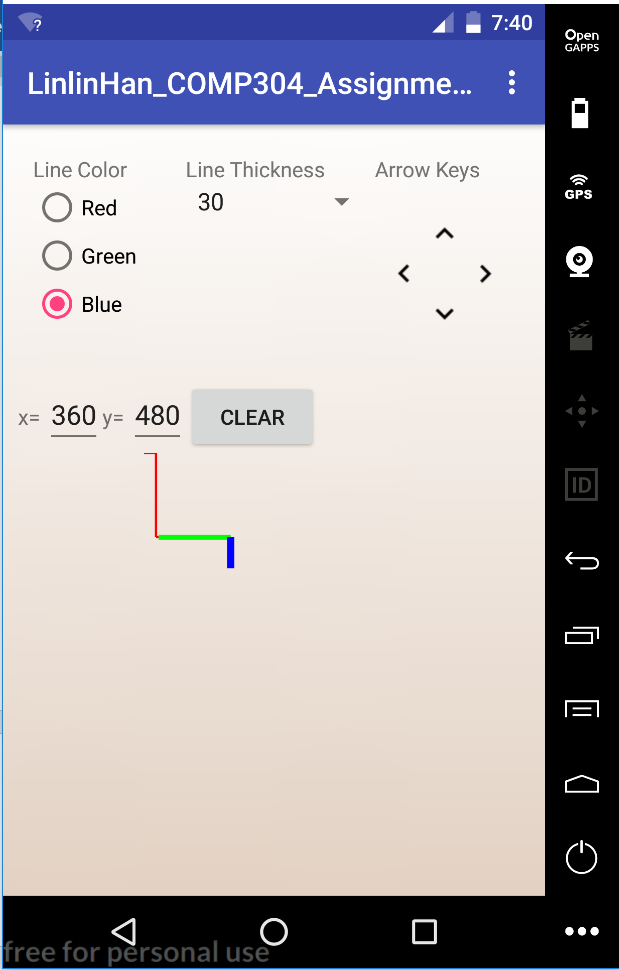 7:40
LinlinHan_COMP304_Assignme...
Line Color
Line Thickness
Arrow Keys
Red
30
Green
Blue
x= 360 y= 480 CLEAR
Open
GAPPS
GPS
ID
free for personal use